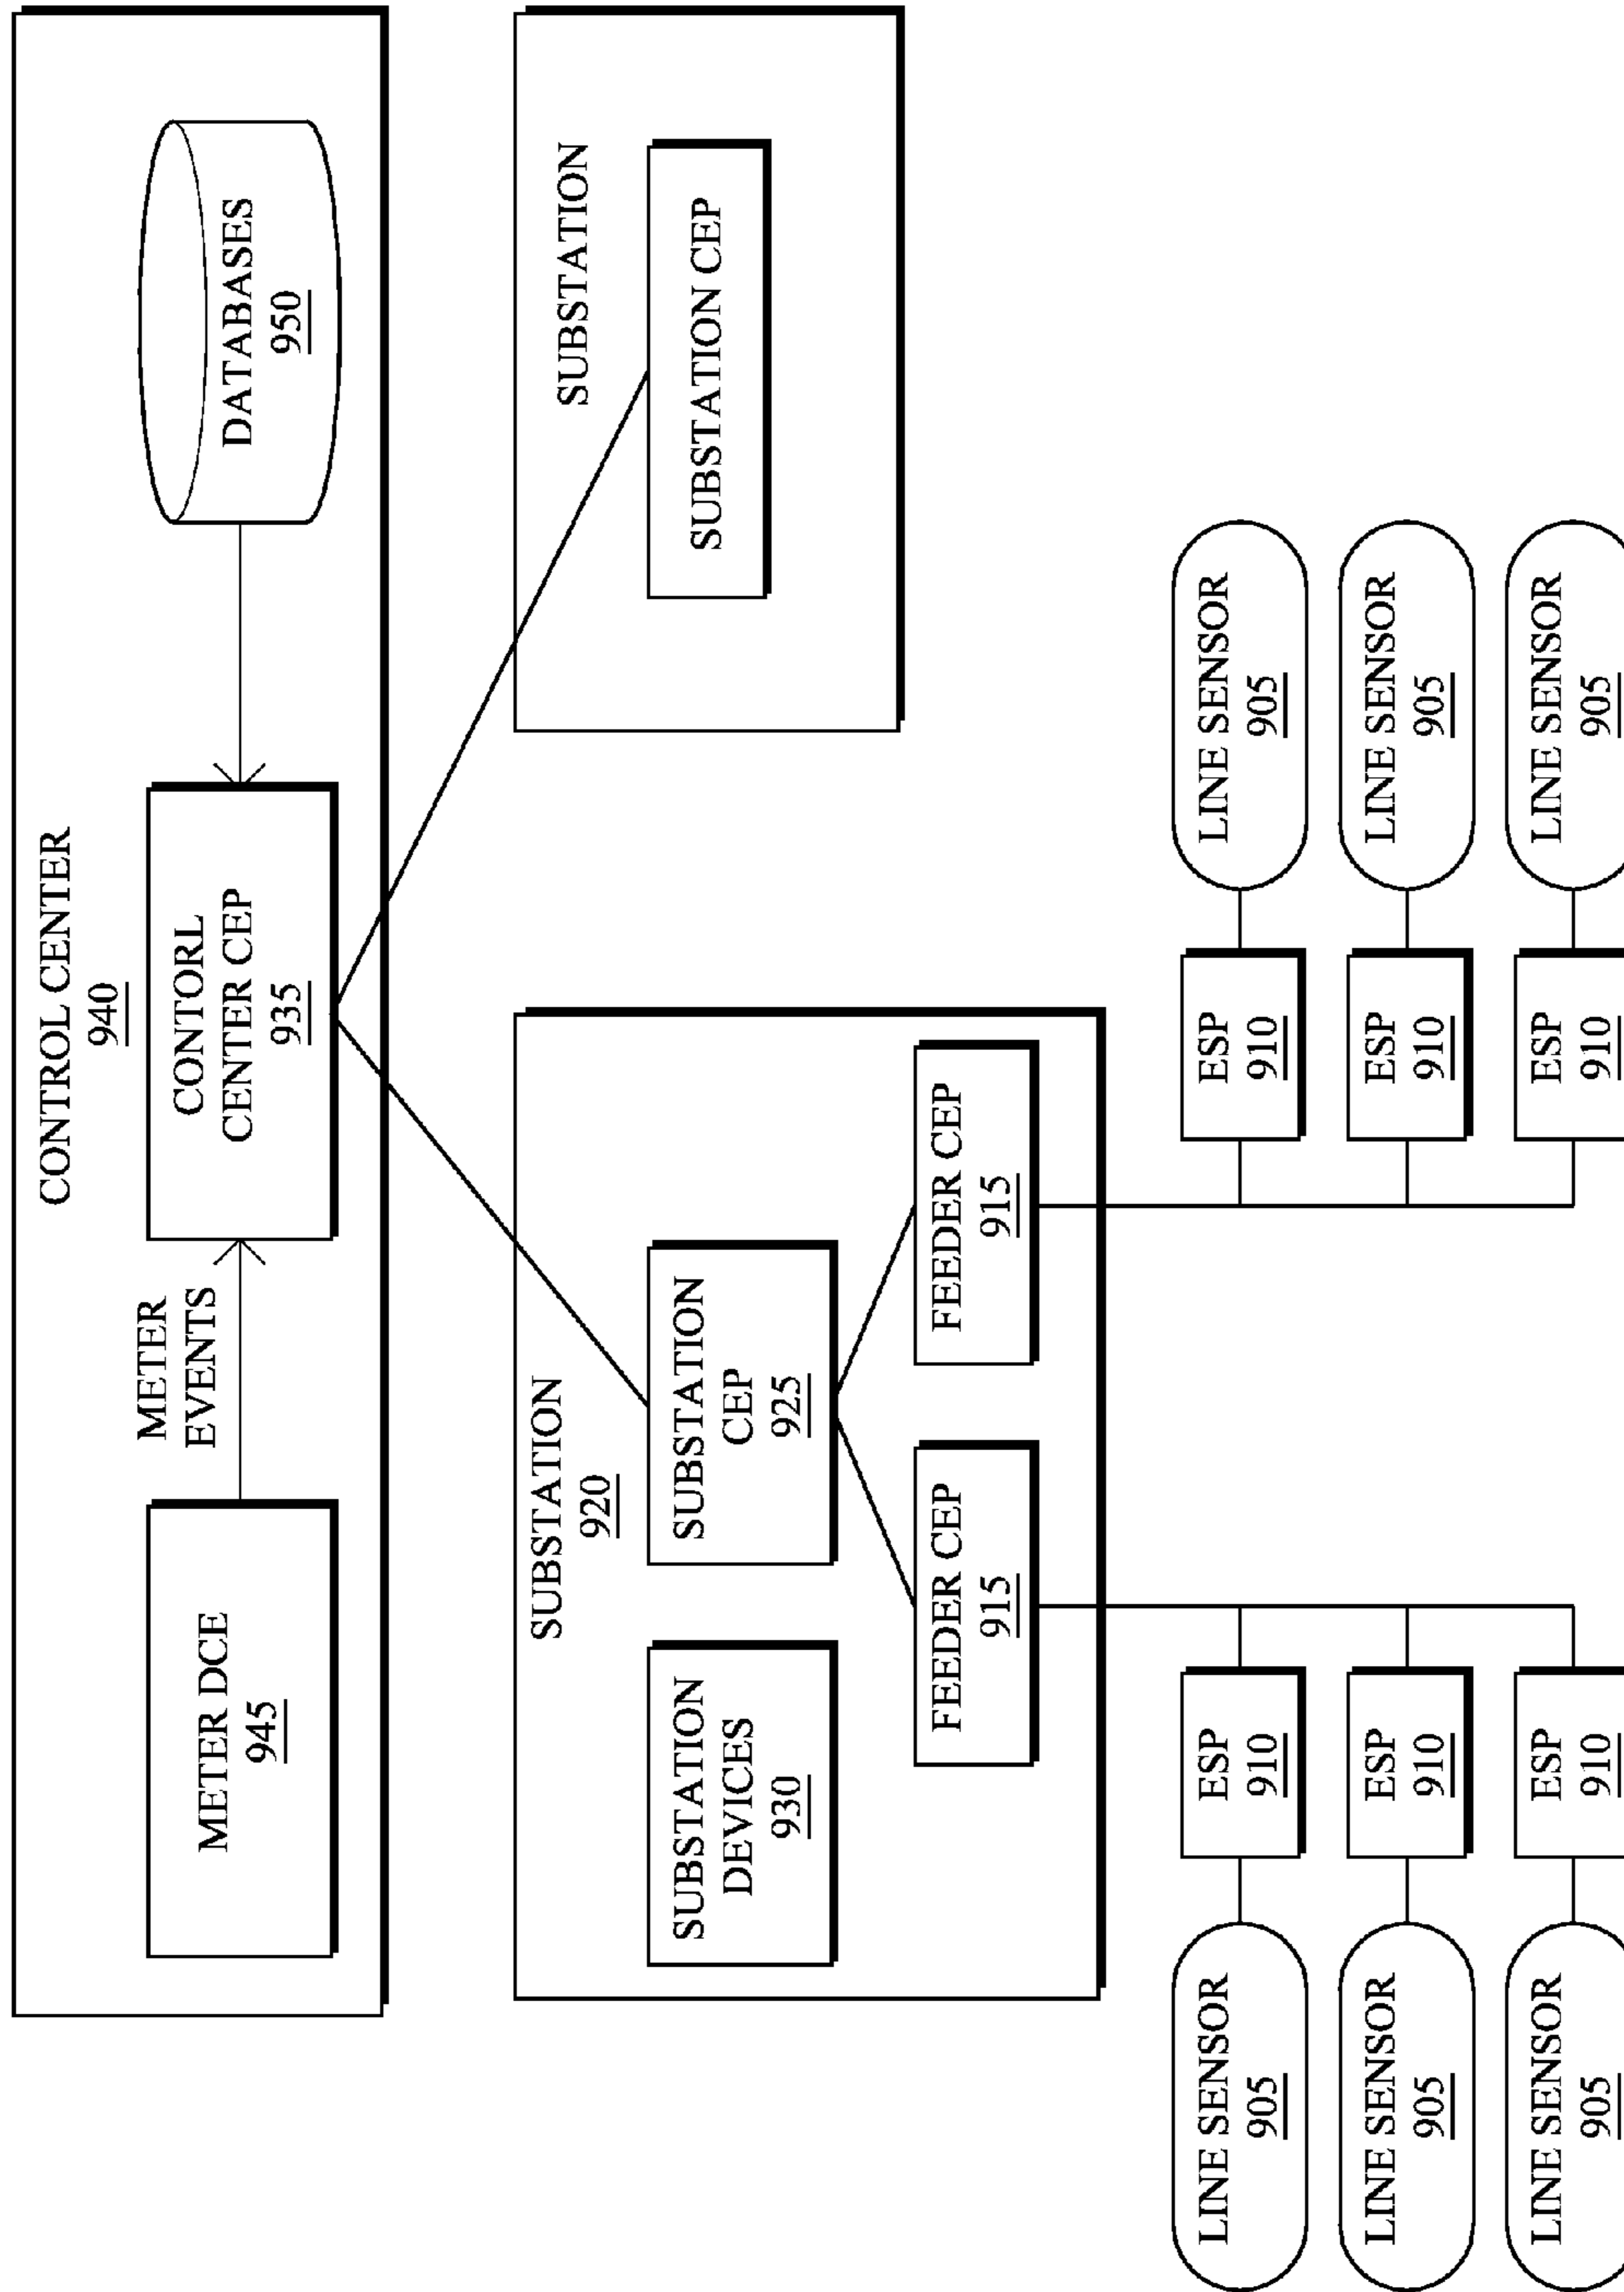 CONTROL CENTER
940
METER DCE
945
METER
EVENTS
CONTORL
CENTER CEP
935
DATABASES
950
SUBSTATION
920
SUBSTATION
DEVICES
930
SUBSTATION
CEP
925
FEEDER CEP
915
FEEDER CEP
915
SUBSTATION
SUBSTATION CEP
LINE SENSOR
905
ESP
910
ESP
910
LINE SENSOR
905
LINE SENSOR
905
ESP
910
ESP
910
LINE SENSOR
905
LINE SENSOR
905
ESP
910
ESP
910
LINE SENSOR
905